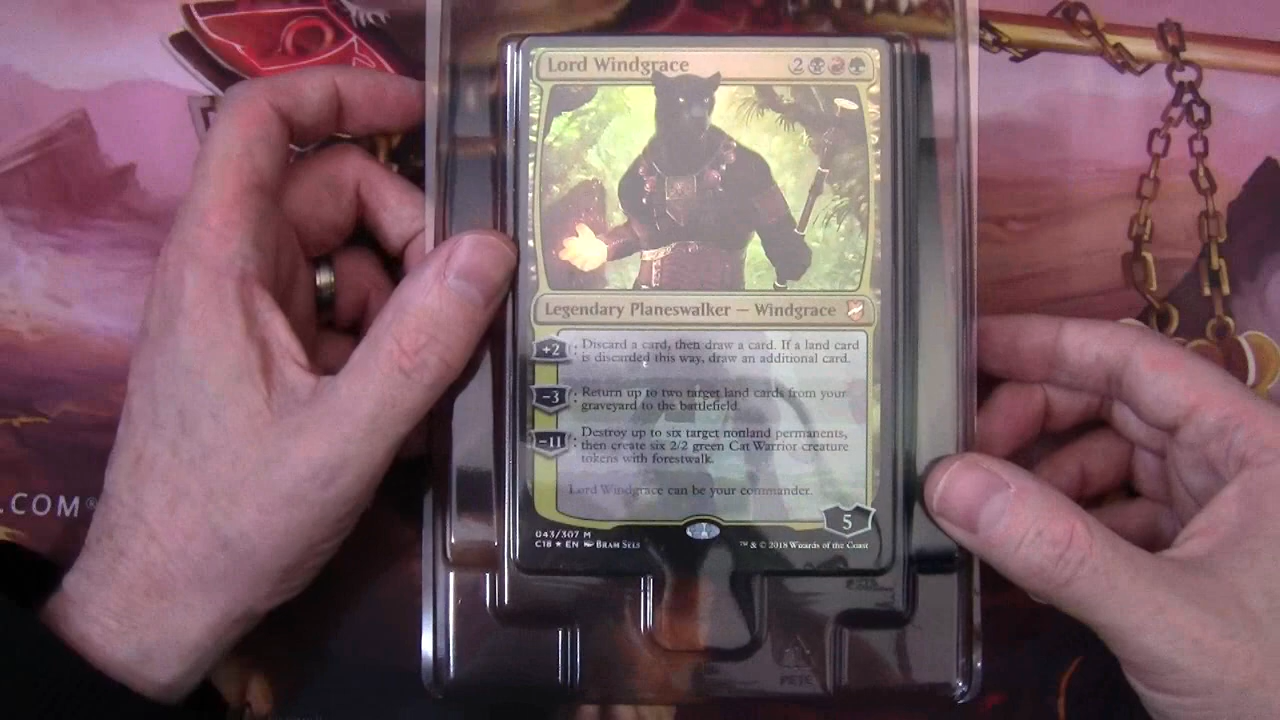 Lord Windgrace 2
Legendary Planeswalker — Windgrace
+2 : Discard a card, then draw a card. If a land card
is discarded this way, draw an additional card.
−3 : Return up to two target land cards from your
graveyard to the battlefield.
−11 : Destroy up to six target nonland permanents,
then create six 2/2 green Cat Warrior creature
tokens with forestwalk.
Lord Windgrace can be your commander.
5
043/307 M
C18 ★ EN Bram Sels
™ & © 2018 Wizards of the Coast
.COM®
PETE